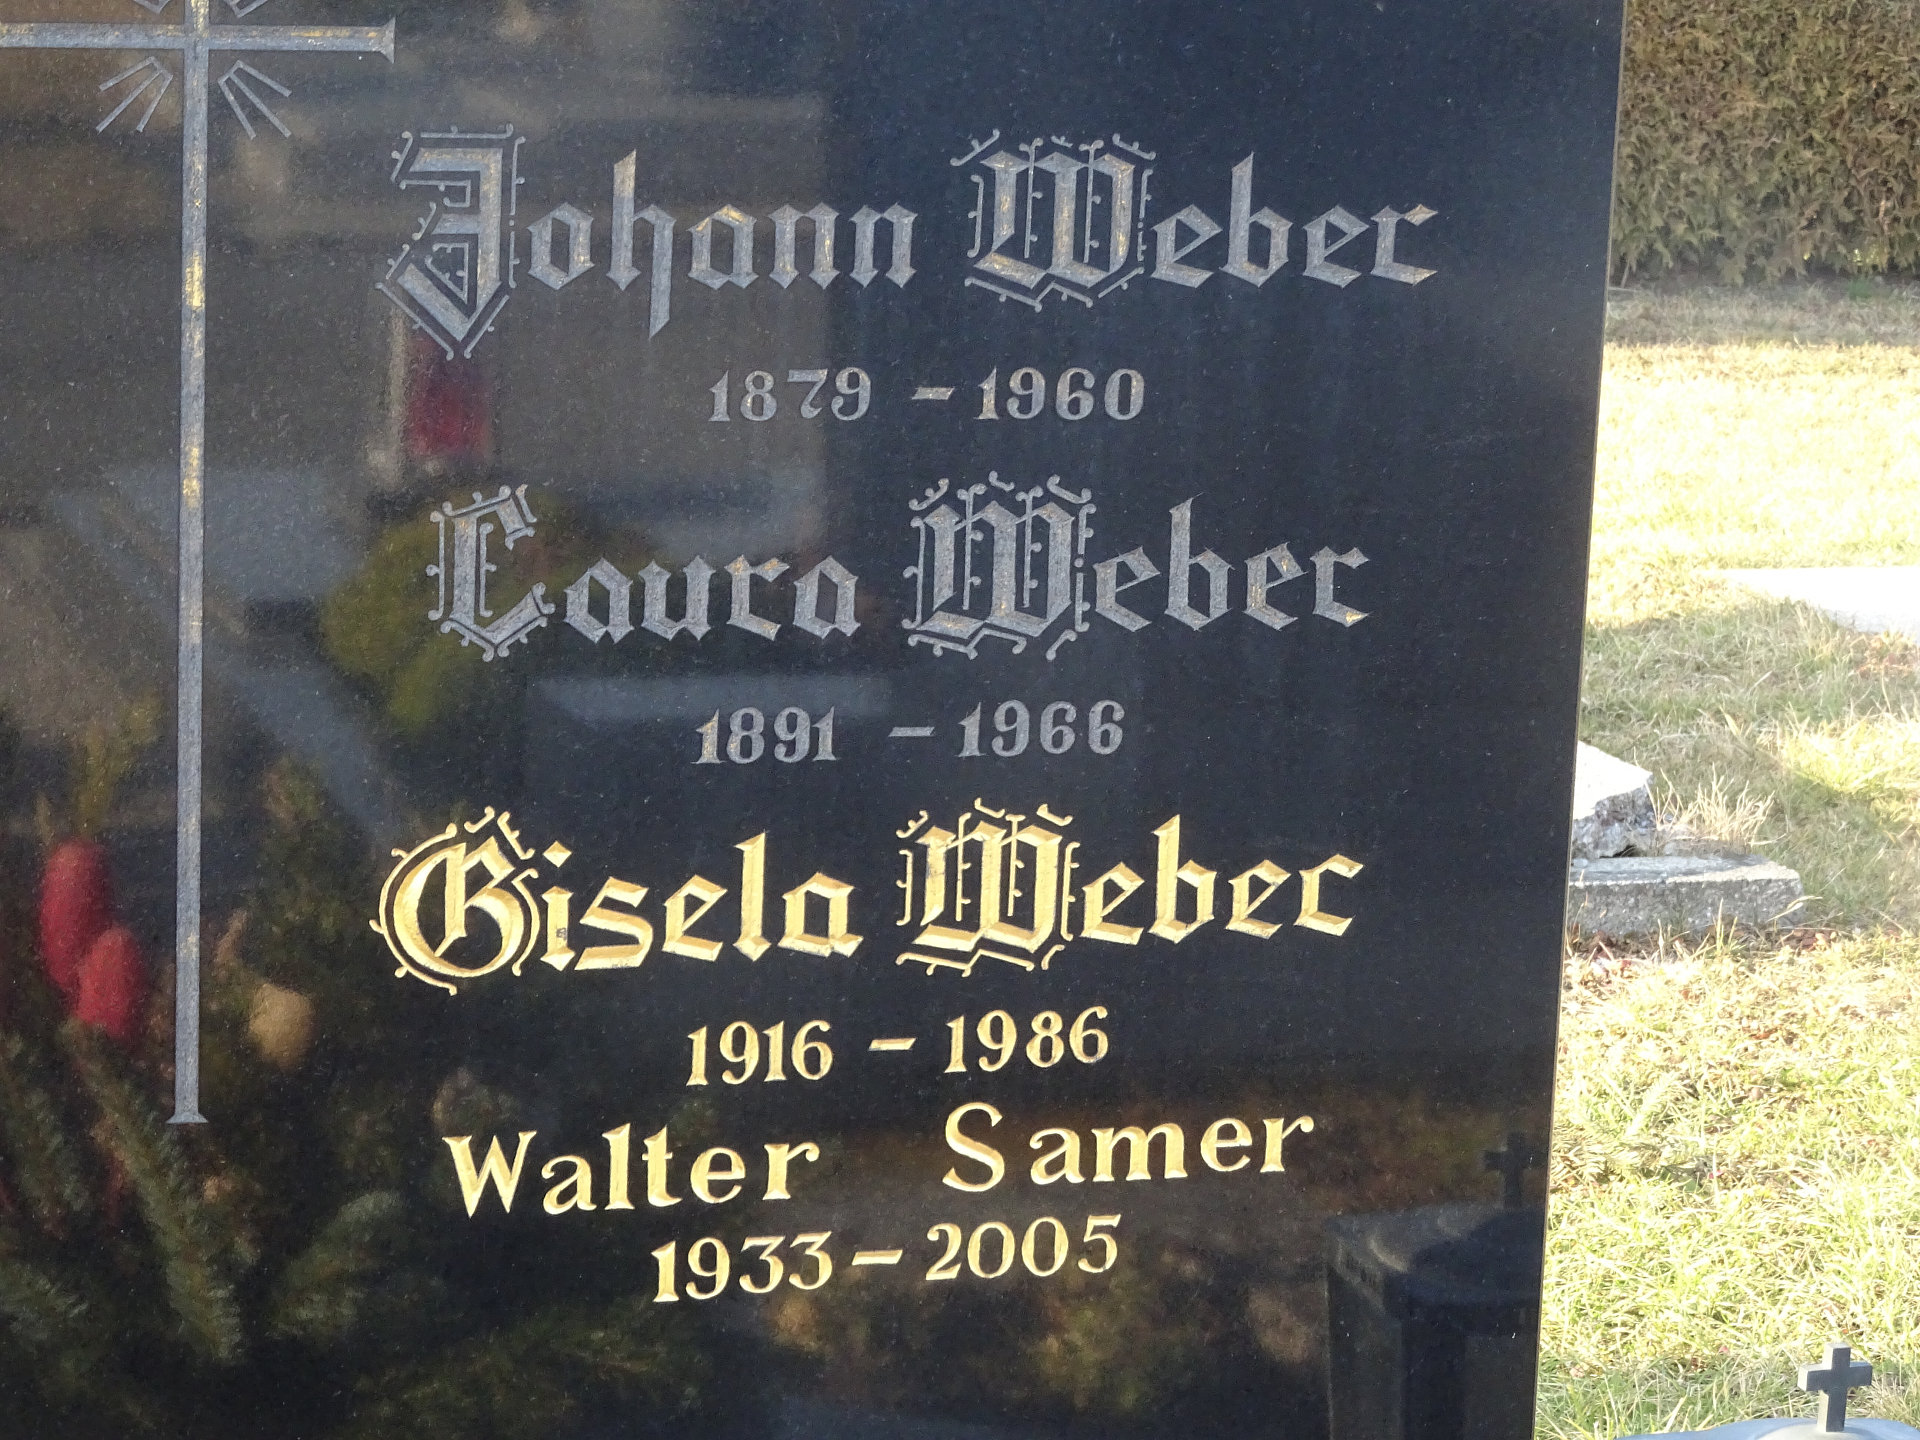 Johann Weber
1879 - 1960
Laura Weber
1891 - 1966
Gisela Weber
1916 - 1986
Walter Samer
1933 - 2005